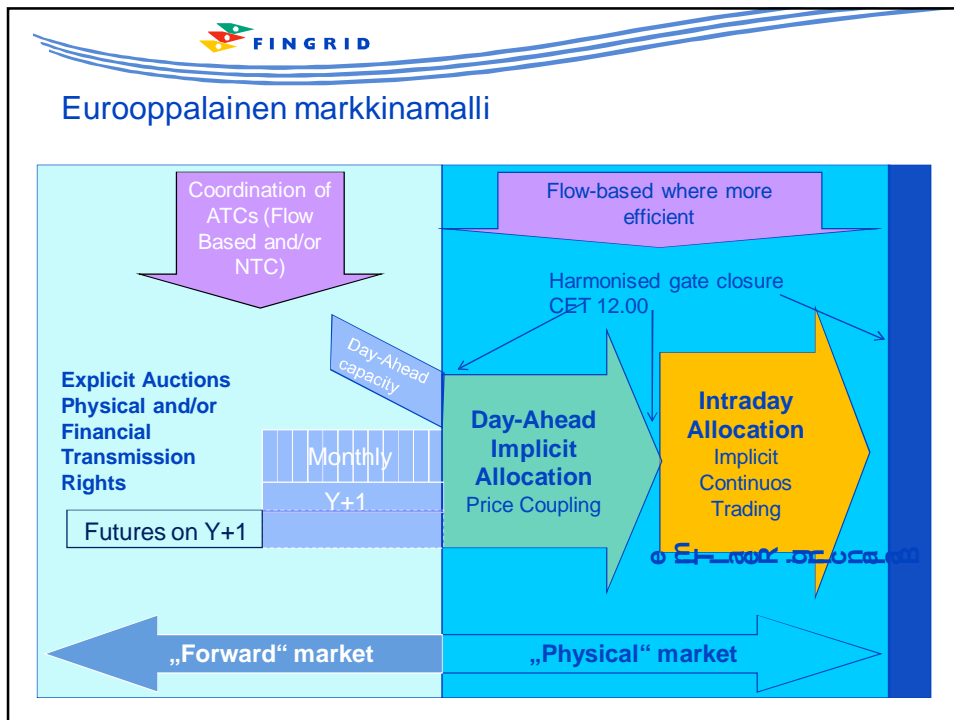 FINGRID
Eurooppalainen markkinamalli
Coordination of
ATCs (Flow
Based and/or
NTC)
Flow-based where more
efficient
Harmonised gate closure
CET 12.00
Day-Ahead
capacity
Explicit Auctions
Physical and/or
Financial
Transmission
Rights
Monthly
Y+1
Futures on Y+1
Day-Ahead
Implicit
Allocation
Price Coupling
Intraday
Allocation
Implicit
Continuos
Trading
„Forward“ market
„Physical“ market